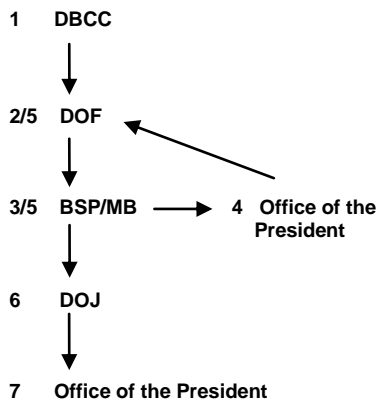 1 DBCC
2/5 DOF
3/5 BSP/MB
4 Office of the
President
6 DOJ
7 Office of the President